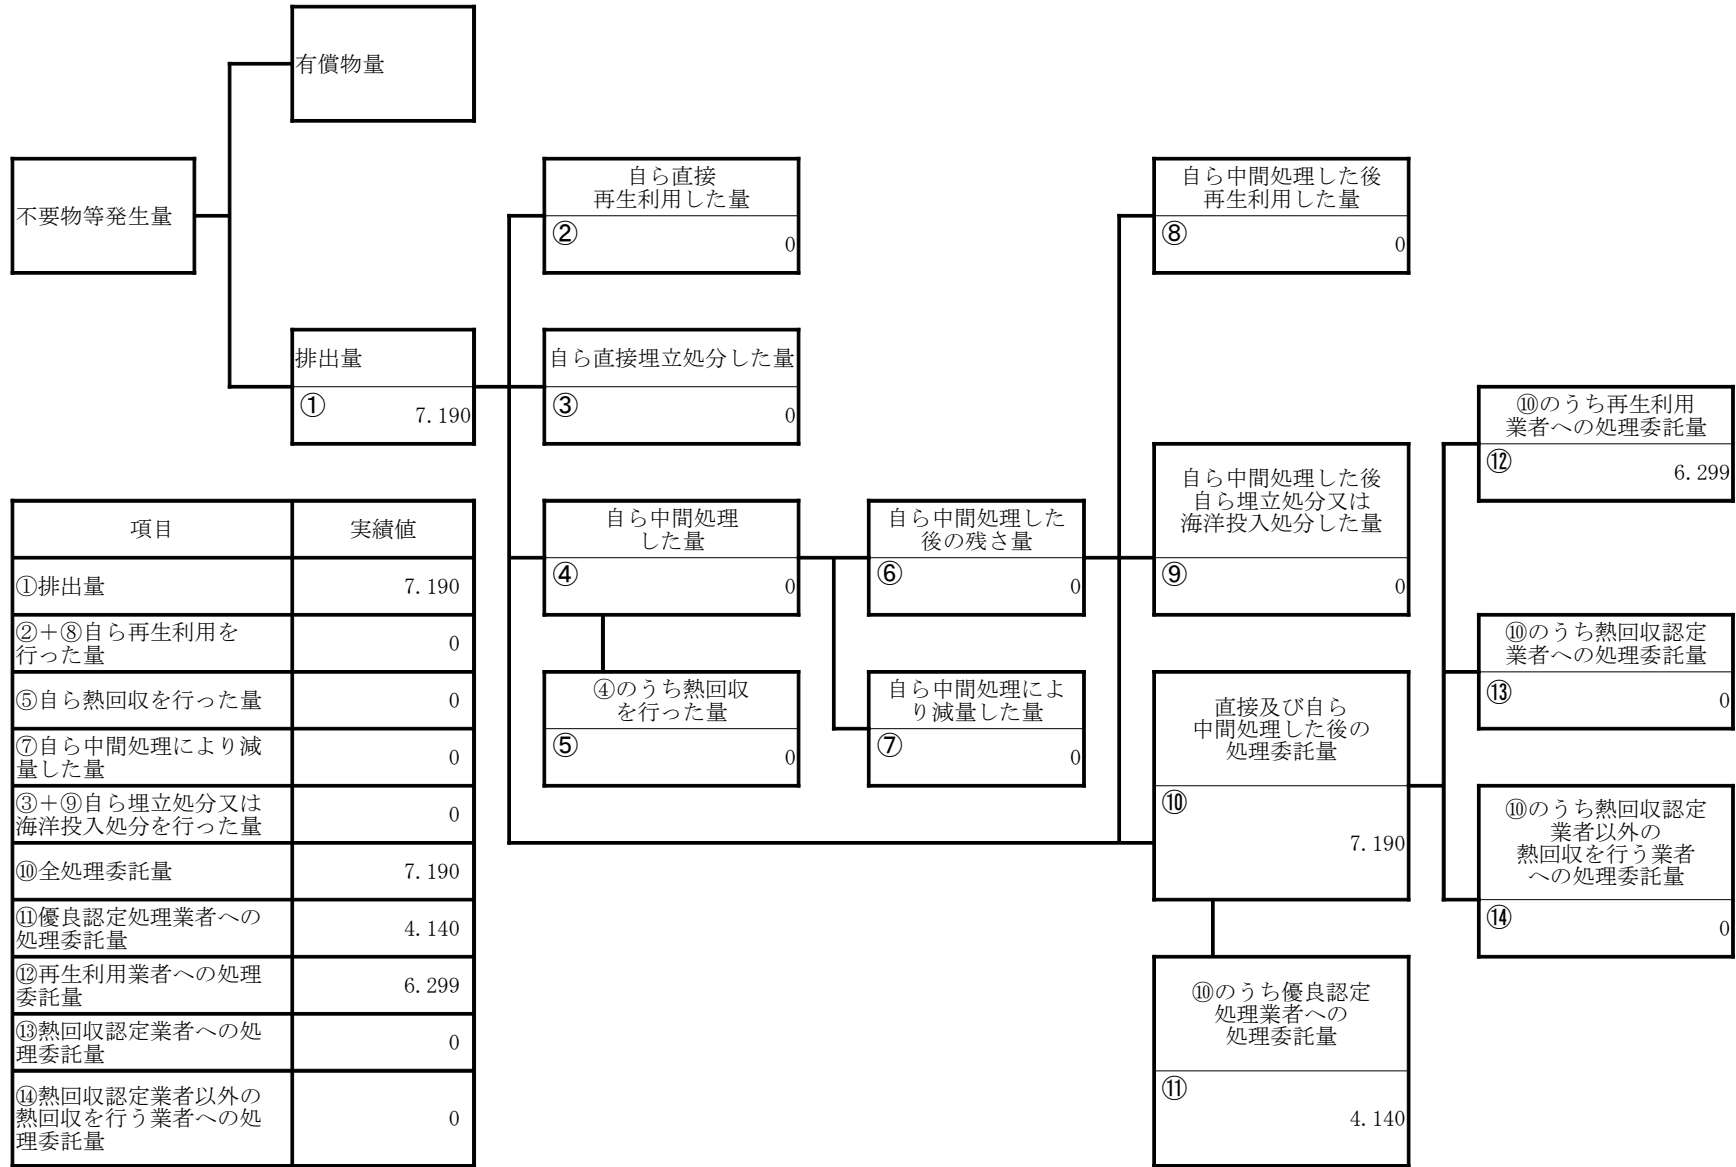 有償物量
不要物等発生量
排出量
①
7.190
自ら直接
再生利用した量
②
0
自ら直接埋立処分した量
③
0
自ら中間処理
した量
④
0
④のうち熱回収
を行った量
⑤
0
自ら中間処理した
後の残さ量
⑥
0
自ら中間処理によ
り減量した量
⑦
0
自ら中間処理した後
再生利用した量
⑧
0
自ら中間処理した後
自ら埋立処分又は
海洋投入処分した量
⑨
0
直接及び自ら
中間処理した後の
処理委託量
⑩
7.190
⑩のうち優良認定
処理業者への
処理委託量
⑪
4.140
⑩のうち再生利用
業者への処理委託量
⑫
6.299
⑩のうち熱回収認定
業者への処理委託量
⑬
0
⑩のうち熱回収認定
業者以外の
熱回収を行う業者
への処理委託量
⑭
0
項目 実績値
①排出量 7.190
②＋⑧自ら再生利用を
行った量 0
⑤自ら熱回収を行った量 0
⑦自ら中間処理により減
量した量 0
③＋⑨自ら埋立処分又は
海洋投入処分を行った量 0
⑩全処理委託量 7.190
⑪優良認定処理業者への
処理委託量 4.140
⑫再生利用業者への処理
委託量 6.299
⑬熱回収認定業者への処
理委託量 0
⑭熱回収認定業者以外の
熱回収を行う業者への処
理委託量 0